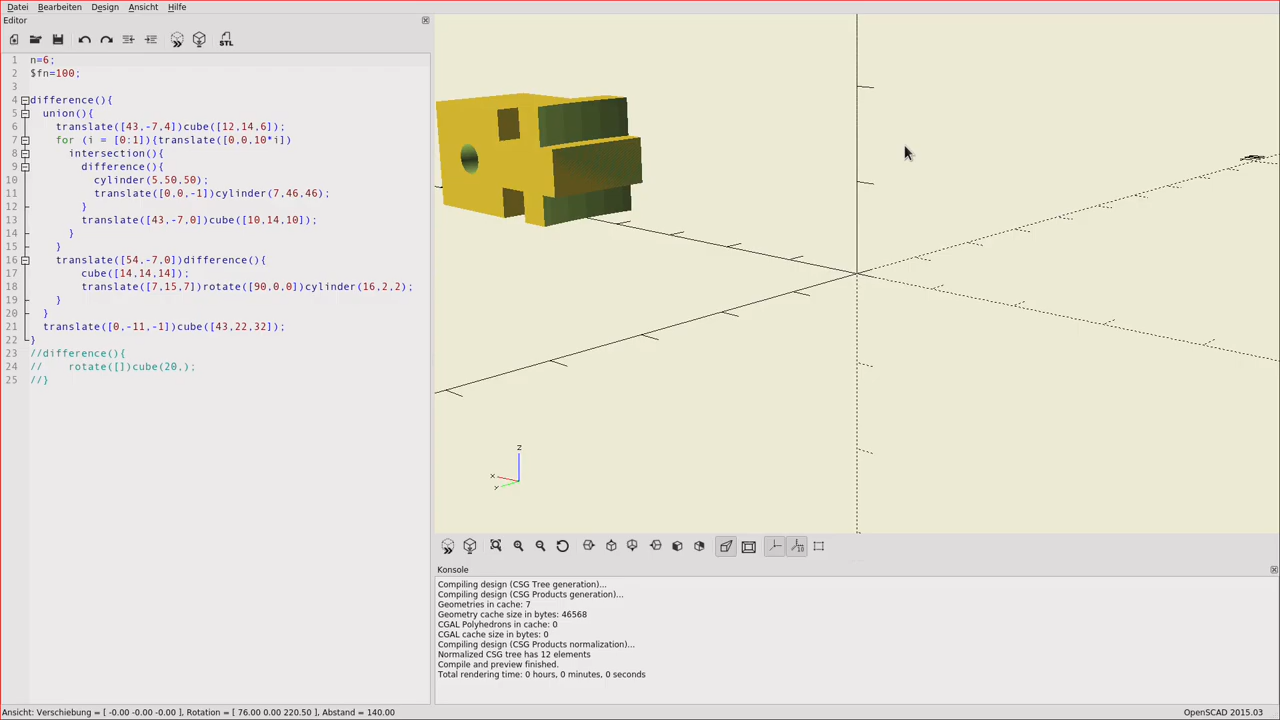 Datei Bearbeiten Design Ansicht Hilfe
Editor
STL
1 n=6;
2 $fn=100;
3
4 difference(){
5 union(){
6 translate([43,-7,4])cube([12,14,6]);
7 for (i = [0:1]){translate([0,0,10*i])
8 intersection(){
9 difference(){
10 cylinder(5,50,50);
11 translate([0,0,-1])cylinder(7,46,46);
12 }
13 translate([43,-7,0])cube([10,14,10]);
14 }
15 }
16 translate([54,-7,0])difference(){
17 cube([14,14,14]);
18 translate([7,15,7])rotate([90,0,0])cylinder(16,2,2);
19 }
20 }
21 translate([0,-11,-1])cube([43,22,32]);
22 }
23 //difference(){
24 // rotate([])cube(20,);
25 //}
Z
X
Y
Konsole
Compiling design (CSG Tree generation)...
Compiling design (CSG Products generation)...
Geometries in cache: 7
Geometry cache size in bytes: 46568
CGAL Polyhedrons in cache: 0
CGAL cache size in bytes: 0
Compiling design (CSG Products normalization)...
Normalized CSG tree has 12 elements
Compile and preview finished.
Total rendering time: 0 hours, 0 minutes, 0 seconds
Ansicht: Verschiebung = [ -0.00 -0.00 -0.00 ], Rotation = [ 76.00 0.00 220.50 ], Abstand = 140.00
OpenSCAD 2015.03